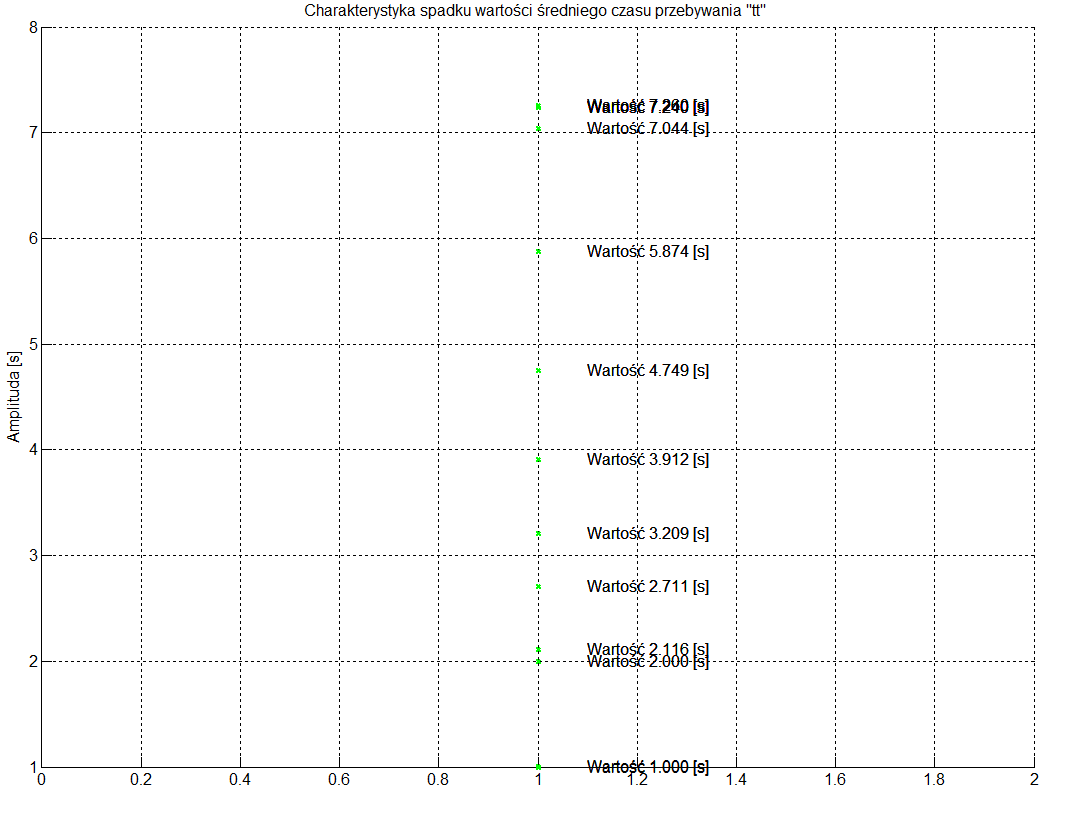 Charakterystyka spadku wartości średniego czasu przebywania "tt"
8
7
6
5
4
3
2
1
Amplituda [s]
Wartość 7.240 [s]
Wartość 7.044 [s]
Wartość 5.874 [s]
Wartość 4.749 [s]
Wartość 3.912 [s]
Wartość 3.209 [s]
Wartość 2.711 [s]
Wartość 2.116 [s]
Wartość 2.000 [s]
Wartość 1.000 [s]
0 0.2 0.4 0.6 0.8 1 1.2 1.4 1.6 1.8 2